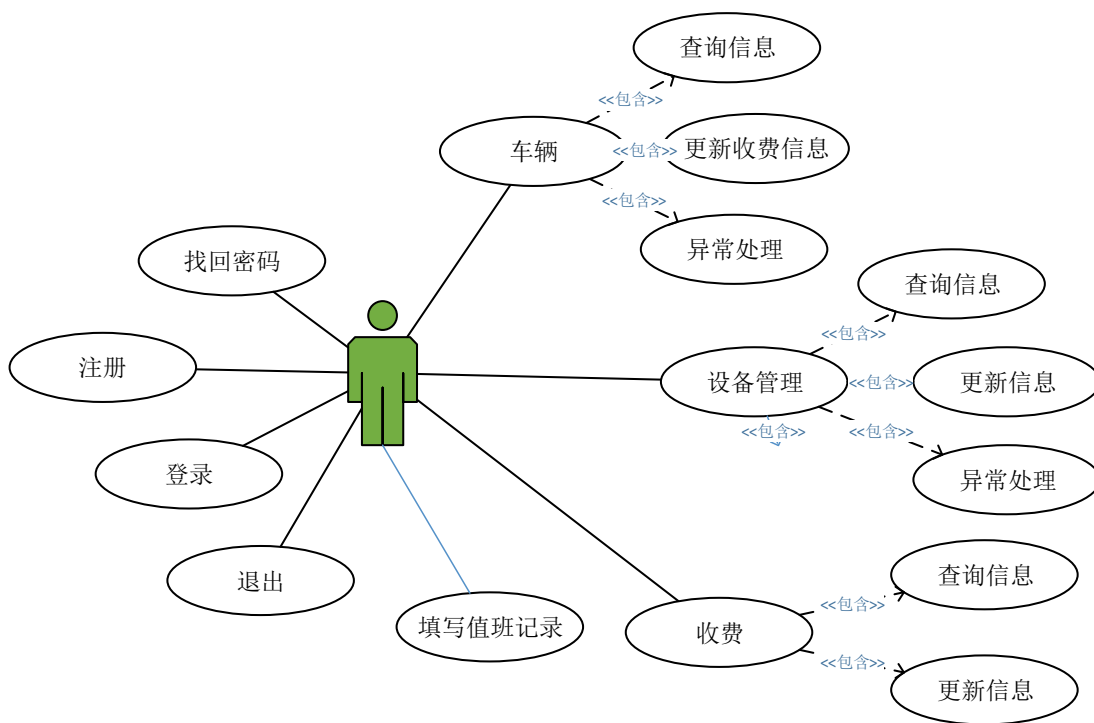 查询信息
<<包含>>
车辆
<<包含>>
更新收费信息
<<包含>>
异常处理
找回密码
查询信息
<<包含>>
注册
设备管理
<<包含>>
更新信息
<<包含>>
<<包含>>
登录
异常处理
退出
查询信息
<<包含>>
填写值班记录
收费
<<包含>>
更新信息